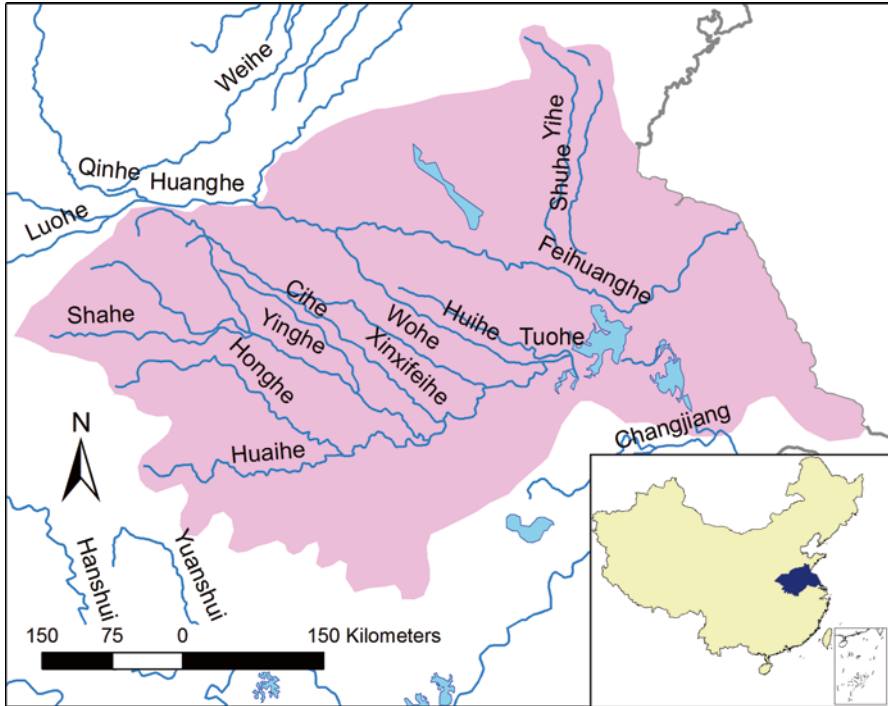 Weihe
Yihe
Shuhe
Qinhe
Huanghe
Luohe
Feihuanghe
Cihe
Huihe
Wohe
Tuohe
Shahe
Yinghe
Xinxifeihe
Honghe
N
Changjiang
Huaihe
Hanshui
Yuanshui
150 75 0 150 Kilometers